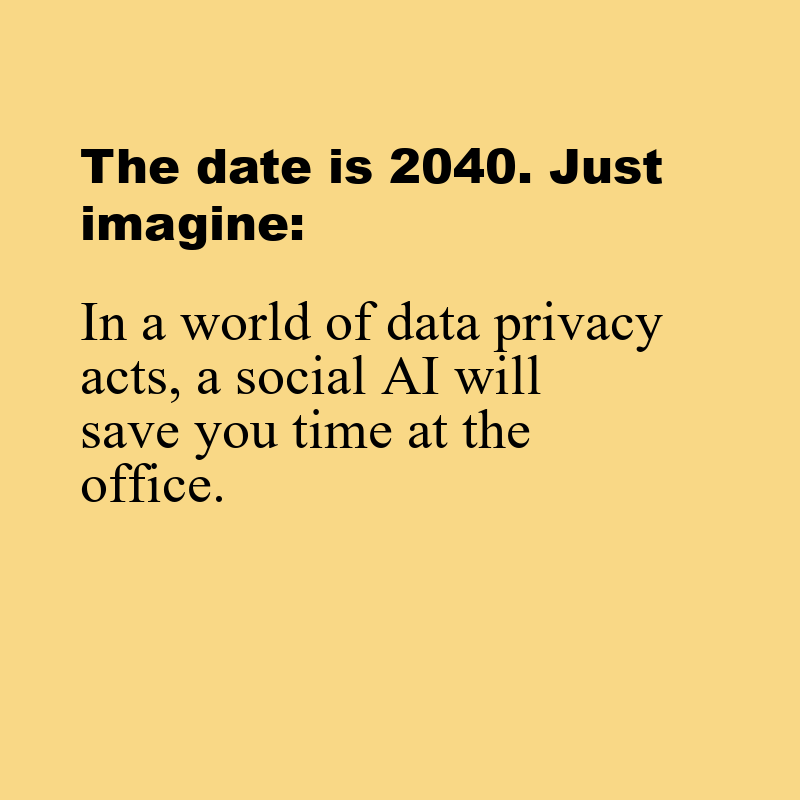 The date is 2040. Just
imagine:
In a world of data privacy
acts, a social AI will
save you time at the
office.